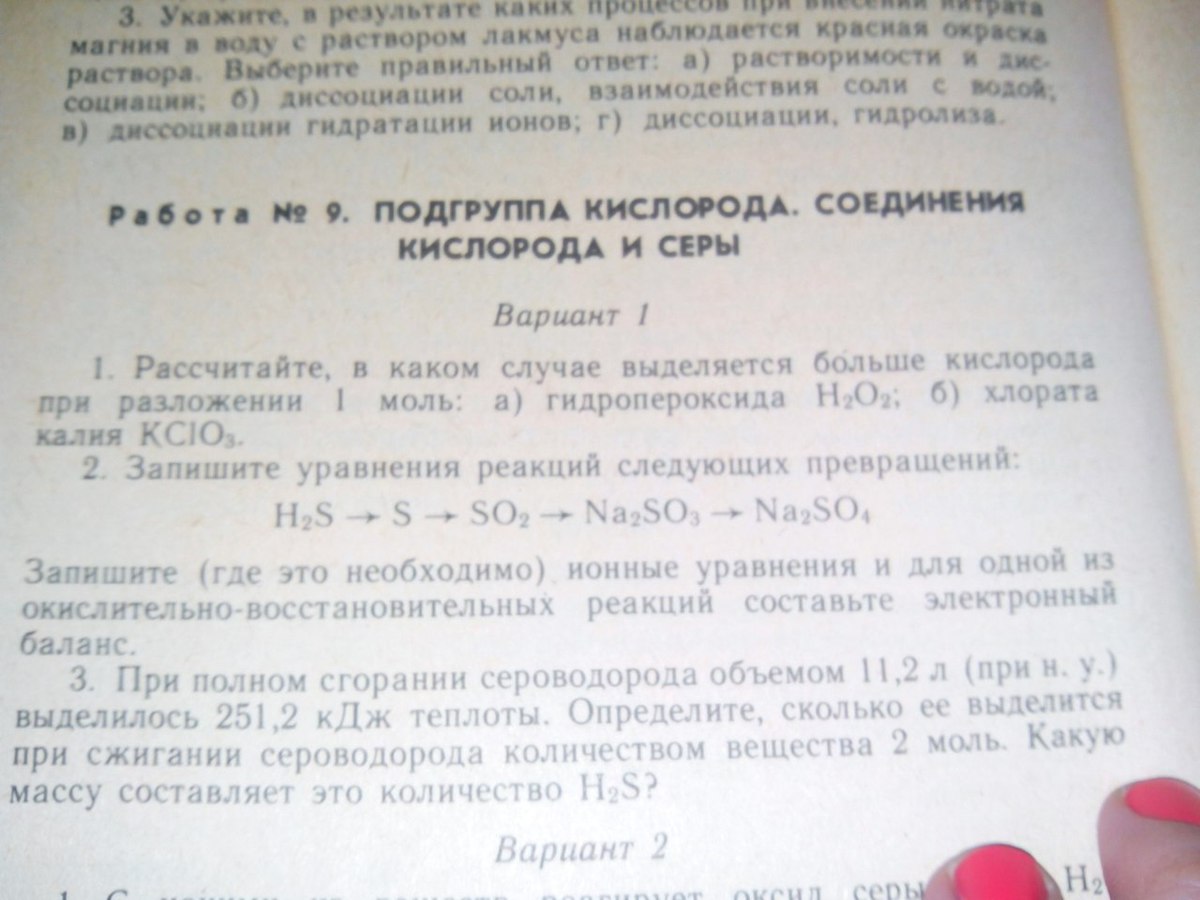 3. Укажите, в результате каких процессов при внесении нитрата
магния в воду с раствором лакмуса наблюдается красная окраска
раствора. Выберите правильный ответ: а) растворимости и дис-
социации; б) диссоциации соли, взаимодействия соли с водой;
в) диссоциации гидратации ионов; г) диссоциации, гидролиза.
Работа № 9. ПОДГРУППА КИСЛОРОДА. СОЕДИНЕНИЯ
КИСЛОРОДА И СЕРЫ
Вариант 1
1. Рассчитайте, в каком случае выделяется бо́льше кислорода
при разложении 1 моль: а) гидропероксида H₂O₂; б) хлората
калия KClO₃.
2. Запишите уравнения реакций следующих превращений:
H₂S → S → SO₂ → Na₂SO₃ → Na₂SO₄
Запишите (где это необходимо) ионные уравнения и для одной из
окислительно-восстановительных реакций составьте электронный
баланс.
3. При полном сгорании сероводорода объемом 11,2 л (при н. у.)
выделилось 251,2 кДж теплоты. Определите, сколько ее выделится
при сжигании сероводорода количеством вещества 2 моль. Какую
массу составляет это количество H₂S?
Вариант 2
оксид серы H₂